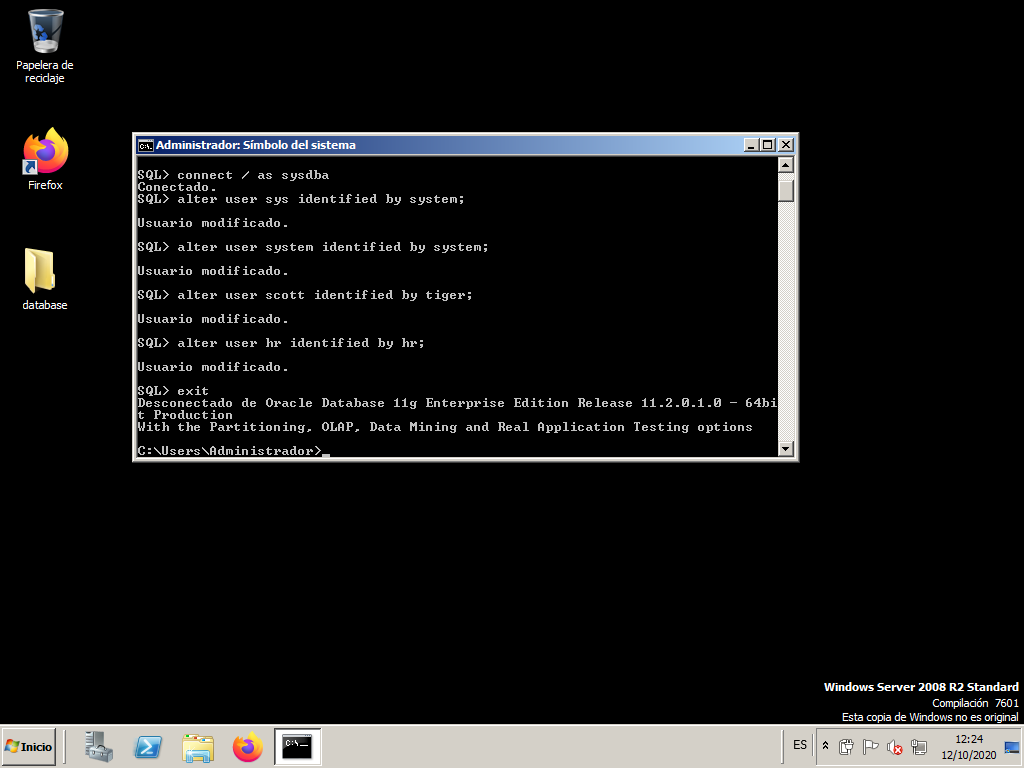 Papelera de
reciclaje
Firefox
database
Administrador: Símbolo del sistema
SQL> connect / as sysdba
Conectado.
SQL> alter user sys identified by system;
Usuario modificado.
SQL> alter user system identified by system;
Usuario modificado.
SQL> alter user scott identified by tiger;
Usuario modificado.
SQL> alter user hr identified by hr;
Usuario modificado.
SQL> exit
Desconectado de Oracle Database 11g Enterprise Edition Release 11.2.0.1.0 - 64bi
t Production
With the Partitioning, OLAP, Data Mining and Real Application Testing options
C:\Users\Administrador>_
Windows Server 2008 R2 Standard
Compilación 7601
Esta copia de Windows no es original
Inicio
ES
12:24
12/10/2020